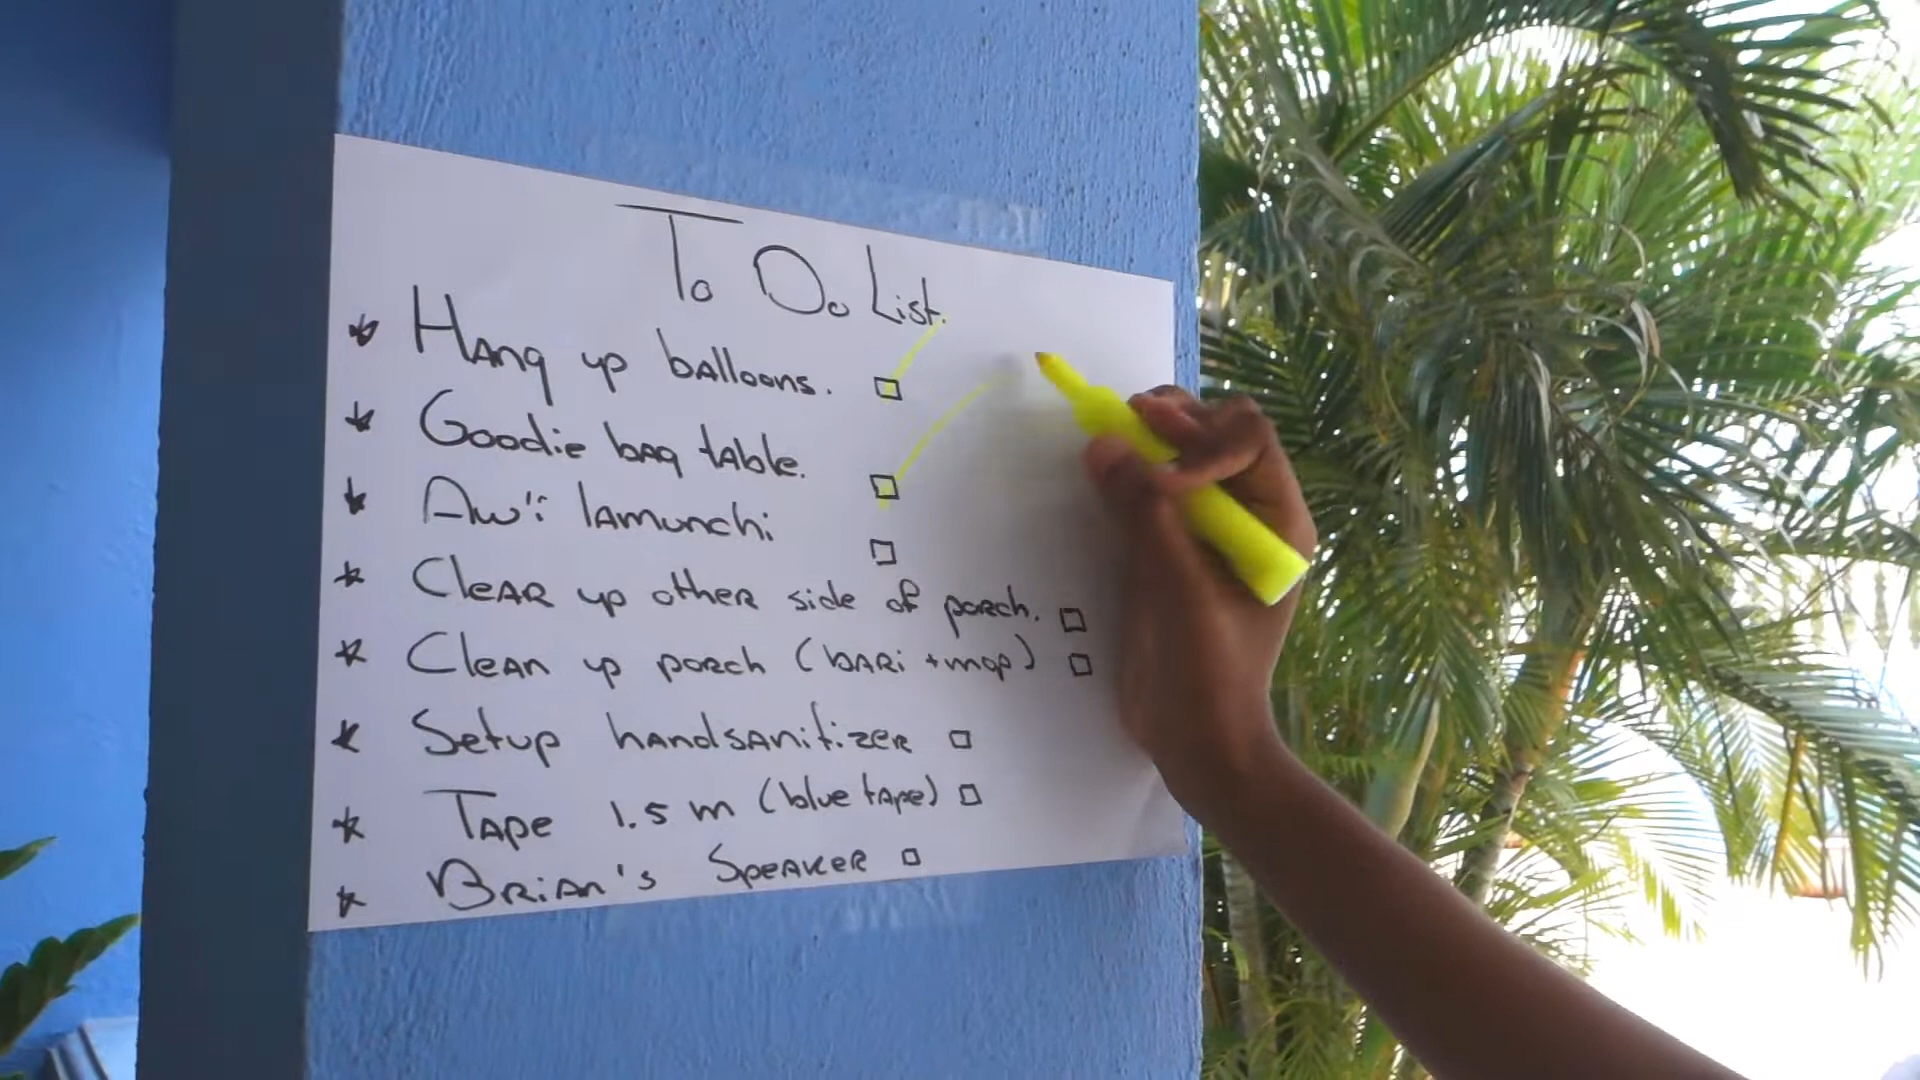 To Do List.
* Hang up balloons. □
* Goodie bag table. □
* Aw'i lamunchi □
* Clear up other side of porch. □
* Clean up porch (bari + mop) □
* Setup handsanitizer □
* Tape 1.5 m (blue tape) □
* Brian's Speaker □